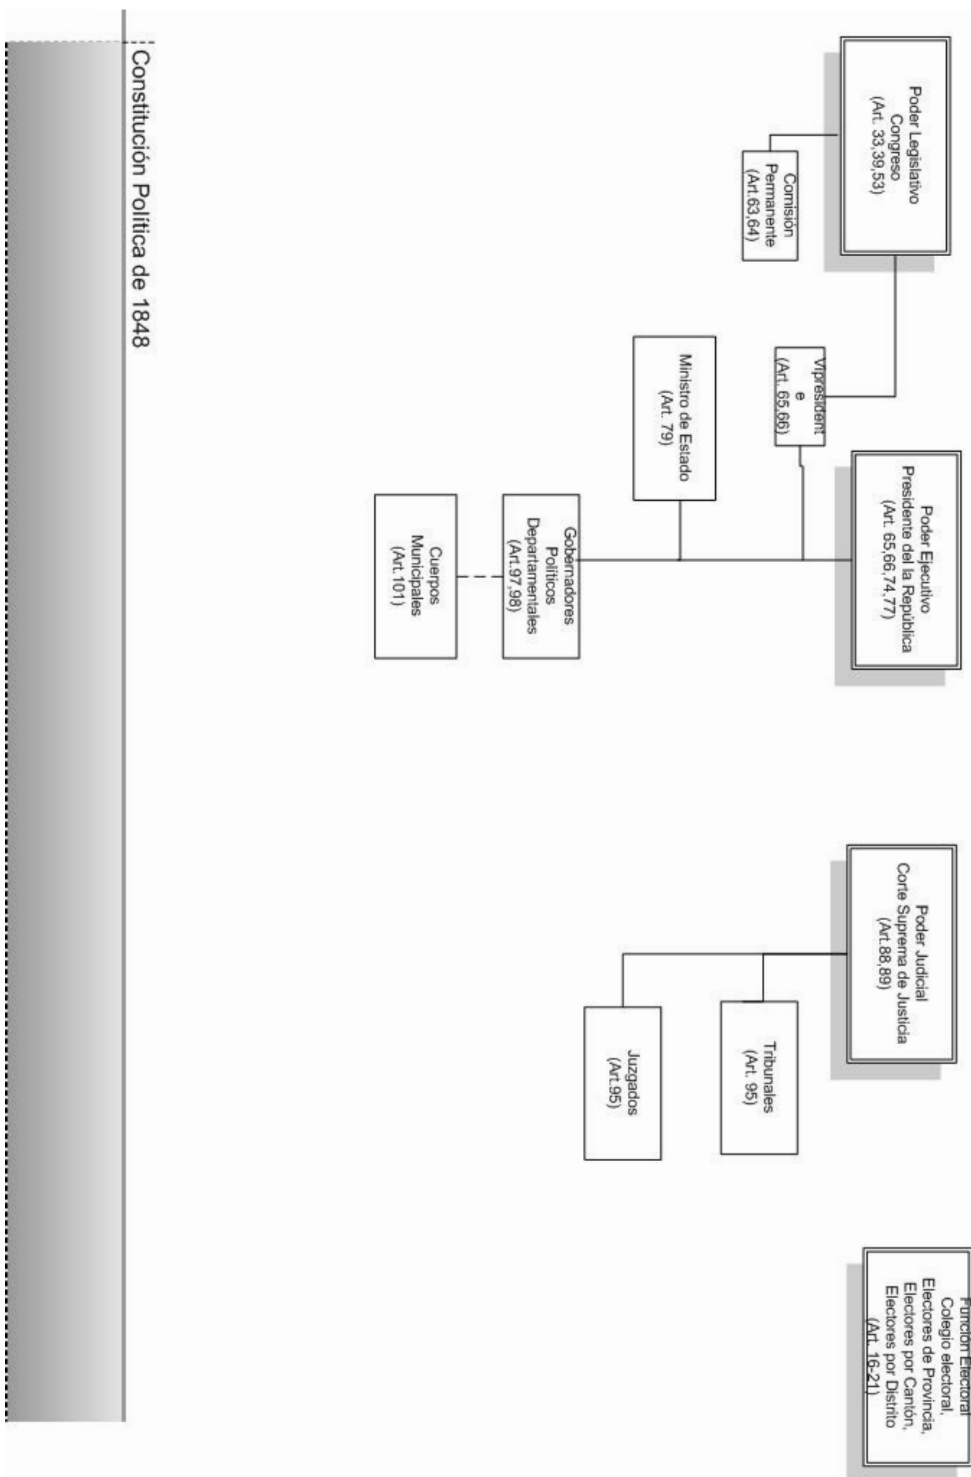 Poder Legislativo
Congreso
(Art. 33,39,53)
Comisión
Permanente
(Art.63,64)
Vipresident
e
(Art. 65,66)
Poder Ejecutivo
Presidente del la República
(Art. 65,66,74,77)
Ministro de Estado
(Art. 79)
Gobernadores
Políticos
Departamentales
(Art.97,98)
Cuerpos
Municipales
(Art.101)
Poder Judicial
Corte Suprema de Justicia
(Art.88,89)
Tribunales
(Art. 95)
Juzgados
(Art.95)
Función Electoral
Colegio electoral,
Electores de Provincia,
Electores por Cantón,
Electores por Distrito
(Art. 16-21)
Constitución Política de 1848